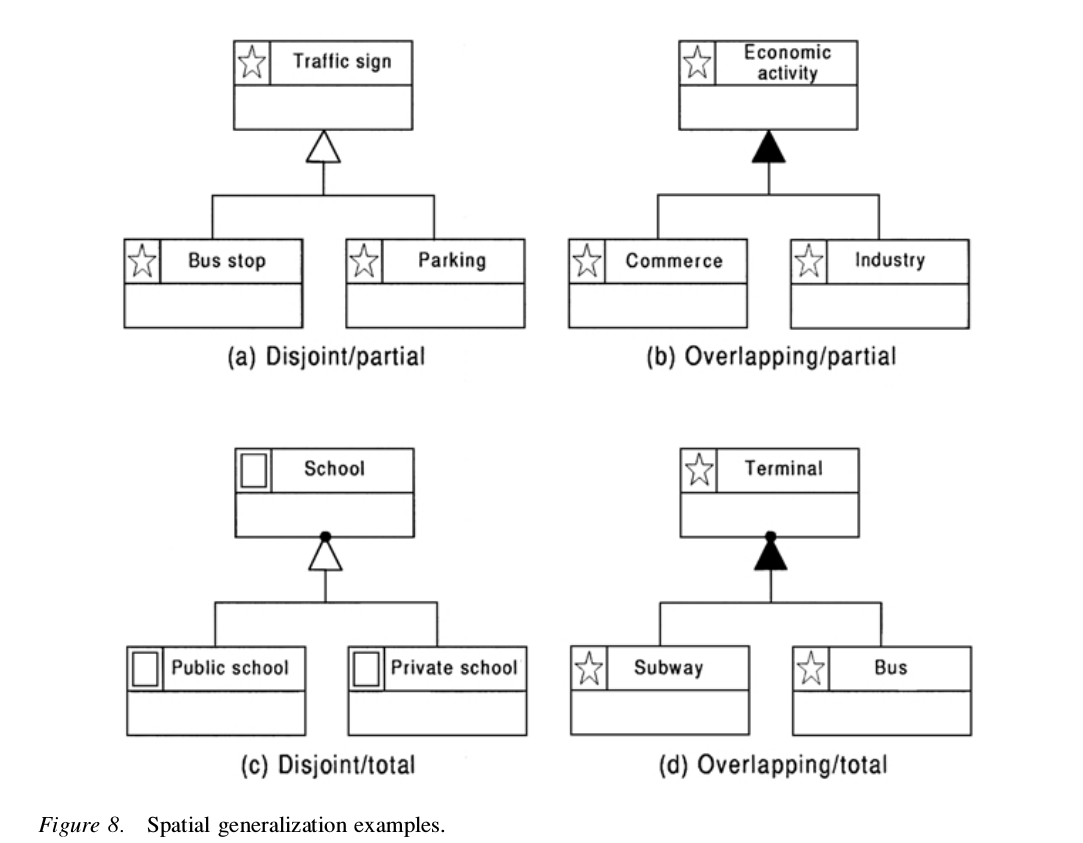 Traffic sign
Economic
activity
Bus stop
Parking
Commerce
Industry
(a) Disjoint/partial
(b) Overlapping/partial
School
Terminal
Public school
Private school
Subway
Bus
(c) Disjoint/total
(d) Overlapping/total
Figure 8. Spatial generalization examples.